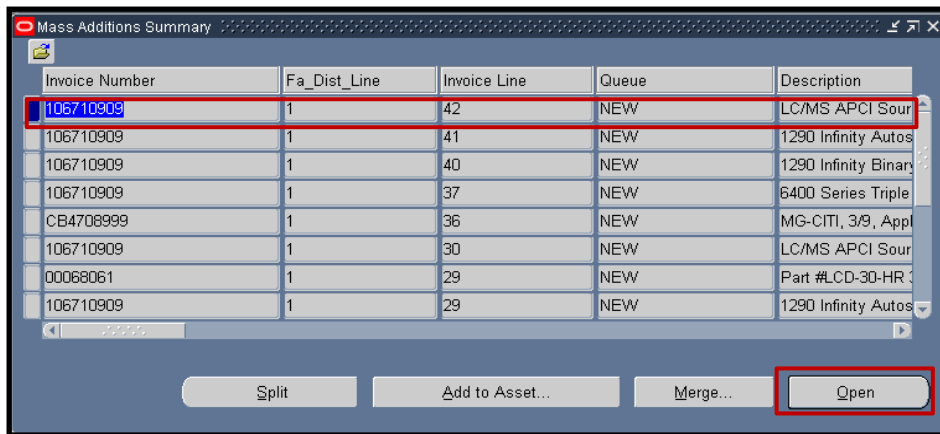 Mass Additions Summary
Invoice Number Fa_Dist_Line Invoice Line Queue Description
106710909 1 42 NEW LC/MS APCI Sour
106710909 1 41 NEW 1290 Infinity Autos
106710909 1 40 NEW 1290 Infinity Binary
106710909 1 37 NEW 6400 Series Triple
CB4708999 1 36 NEW MG-CITI, 3/9, Appl
106710909 1 30 NEW LC/MS APCI Sour
00068061 1 29 NEW Part #LCD-30-HR
106710909 1 29 NEW 1290 Infinity Autos
Split Add to Asset... Merge... Open